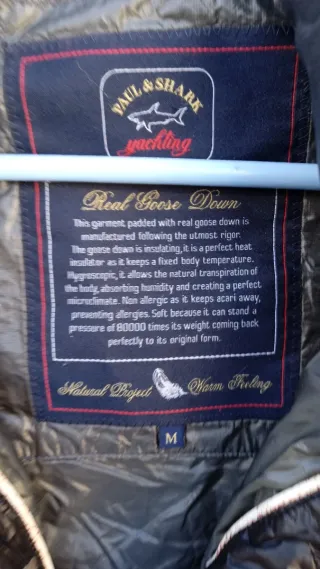 PAUL & SHARK
yachting
Real Goose Down
This garment padded with real goose down is
manufactured following the utmost rigor.
The goose down is insulating, it is a perfect heat
insulator as it keeps a fixed body temperature.
Hygroscopic, it allows the natural transpiration of
the body, absorbing humidity and creating a perfect
microclimate. Non allergic as it keeps acari away,
preventing allergies. Soft because it can stand a
pressure of 80000 times its weight coming back
perfectly to its original form.
Natural Project Warm Feeling
M